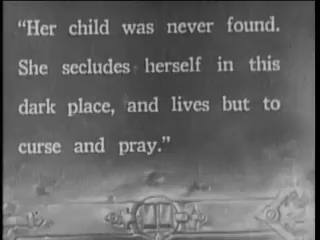 “Her child was never found.
She secludes herself in this
dark place, and lives but to
curse and pray.”